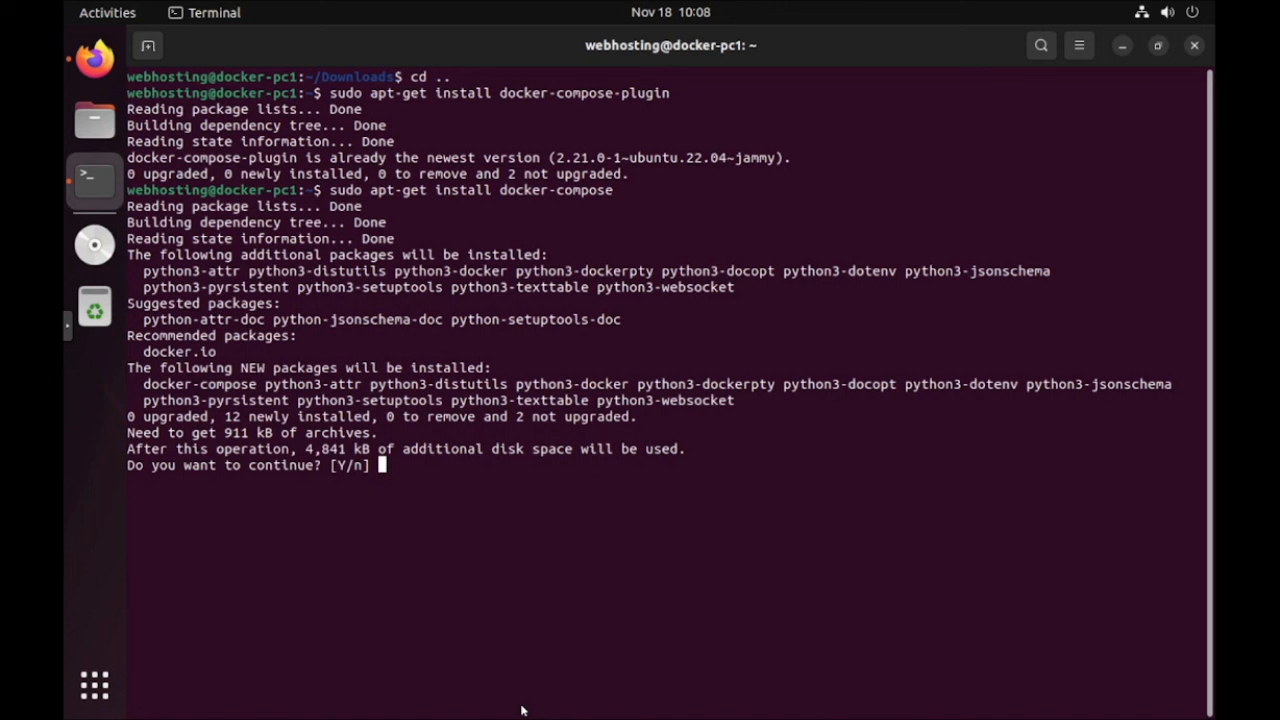 Activities
Terminal
Nov 18 10:08
webhosting@docker-pc1: ~
webhosting@docker-pc1:~/Downloads$ cd ..
webhosting@docker-pc1:~$ sudo apt-get install docker-compose-plugin
Reading package lists... Done
Building dependency tree... Done
Reading state information... Done
docker-compose-plugin is already the newest version (2.21.0-1~ubuntu.22.04~jammy).
0 upgraded, 0 newly installed, 0 to remove and 2 not upgraded.
webhosting@docker-pc1:~$ sudo apt-get install docker-compose
Reading package lists... Done
Building dependency tree... Done
Reading state information... Done
The following additional packages will be installed:
python3-attr python3-distutils python3-docker python3-dockerpty python3-docopt python3-dotenv python3-jsonschema
python3-pyrsistent python3-setuptools python3-texttable python3-websocket
Suggested packages:
python-attr-doc python-jsonschema-doc python-setuptools-doc
Recommended packages:
docker.io
The following NEW packages will be installed:
docker-compose python3-attr python3-distutils python3-docker python3-dockerpty python3-docopt python3-dotenv python3-jsonschema
python3-pyrsistent python3-setuptools python3-texttable python3-websocket
0 upgraded, 12 newly installed, 0 to remove and 2 not upgraded.
Need to get 911 kB of archives.
After this operation, 4,841 kB of additional disk space will be used.
Do you want to continue? [Y/n]